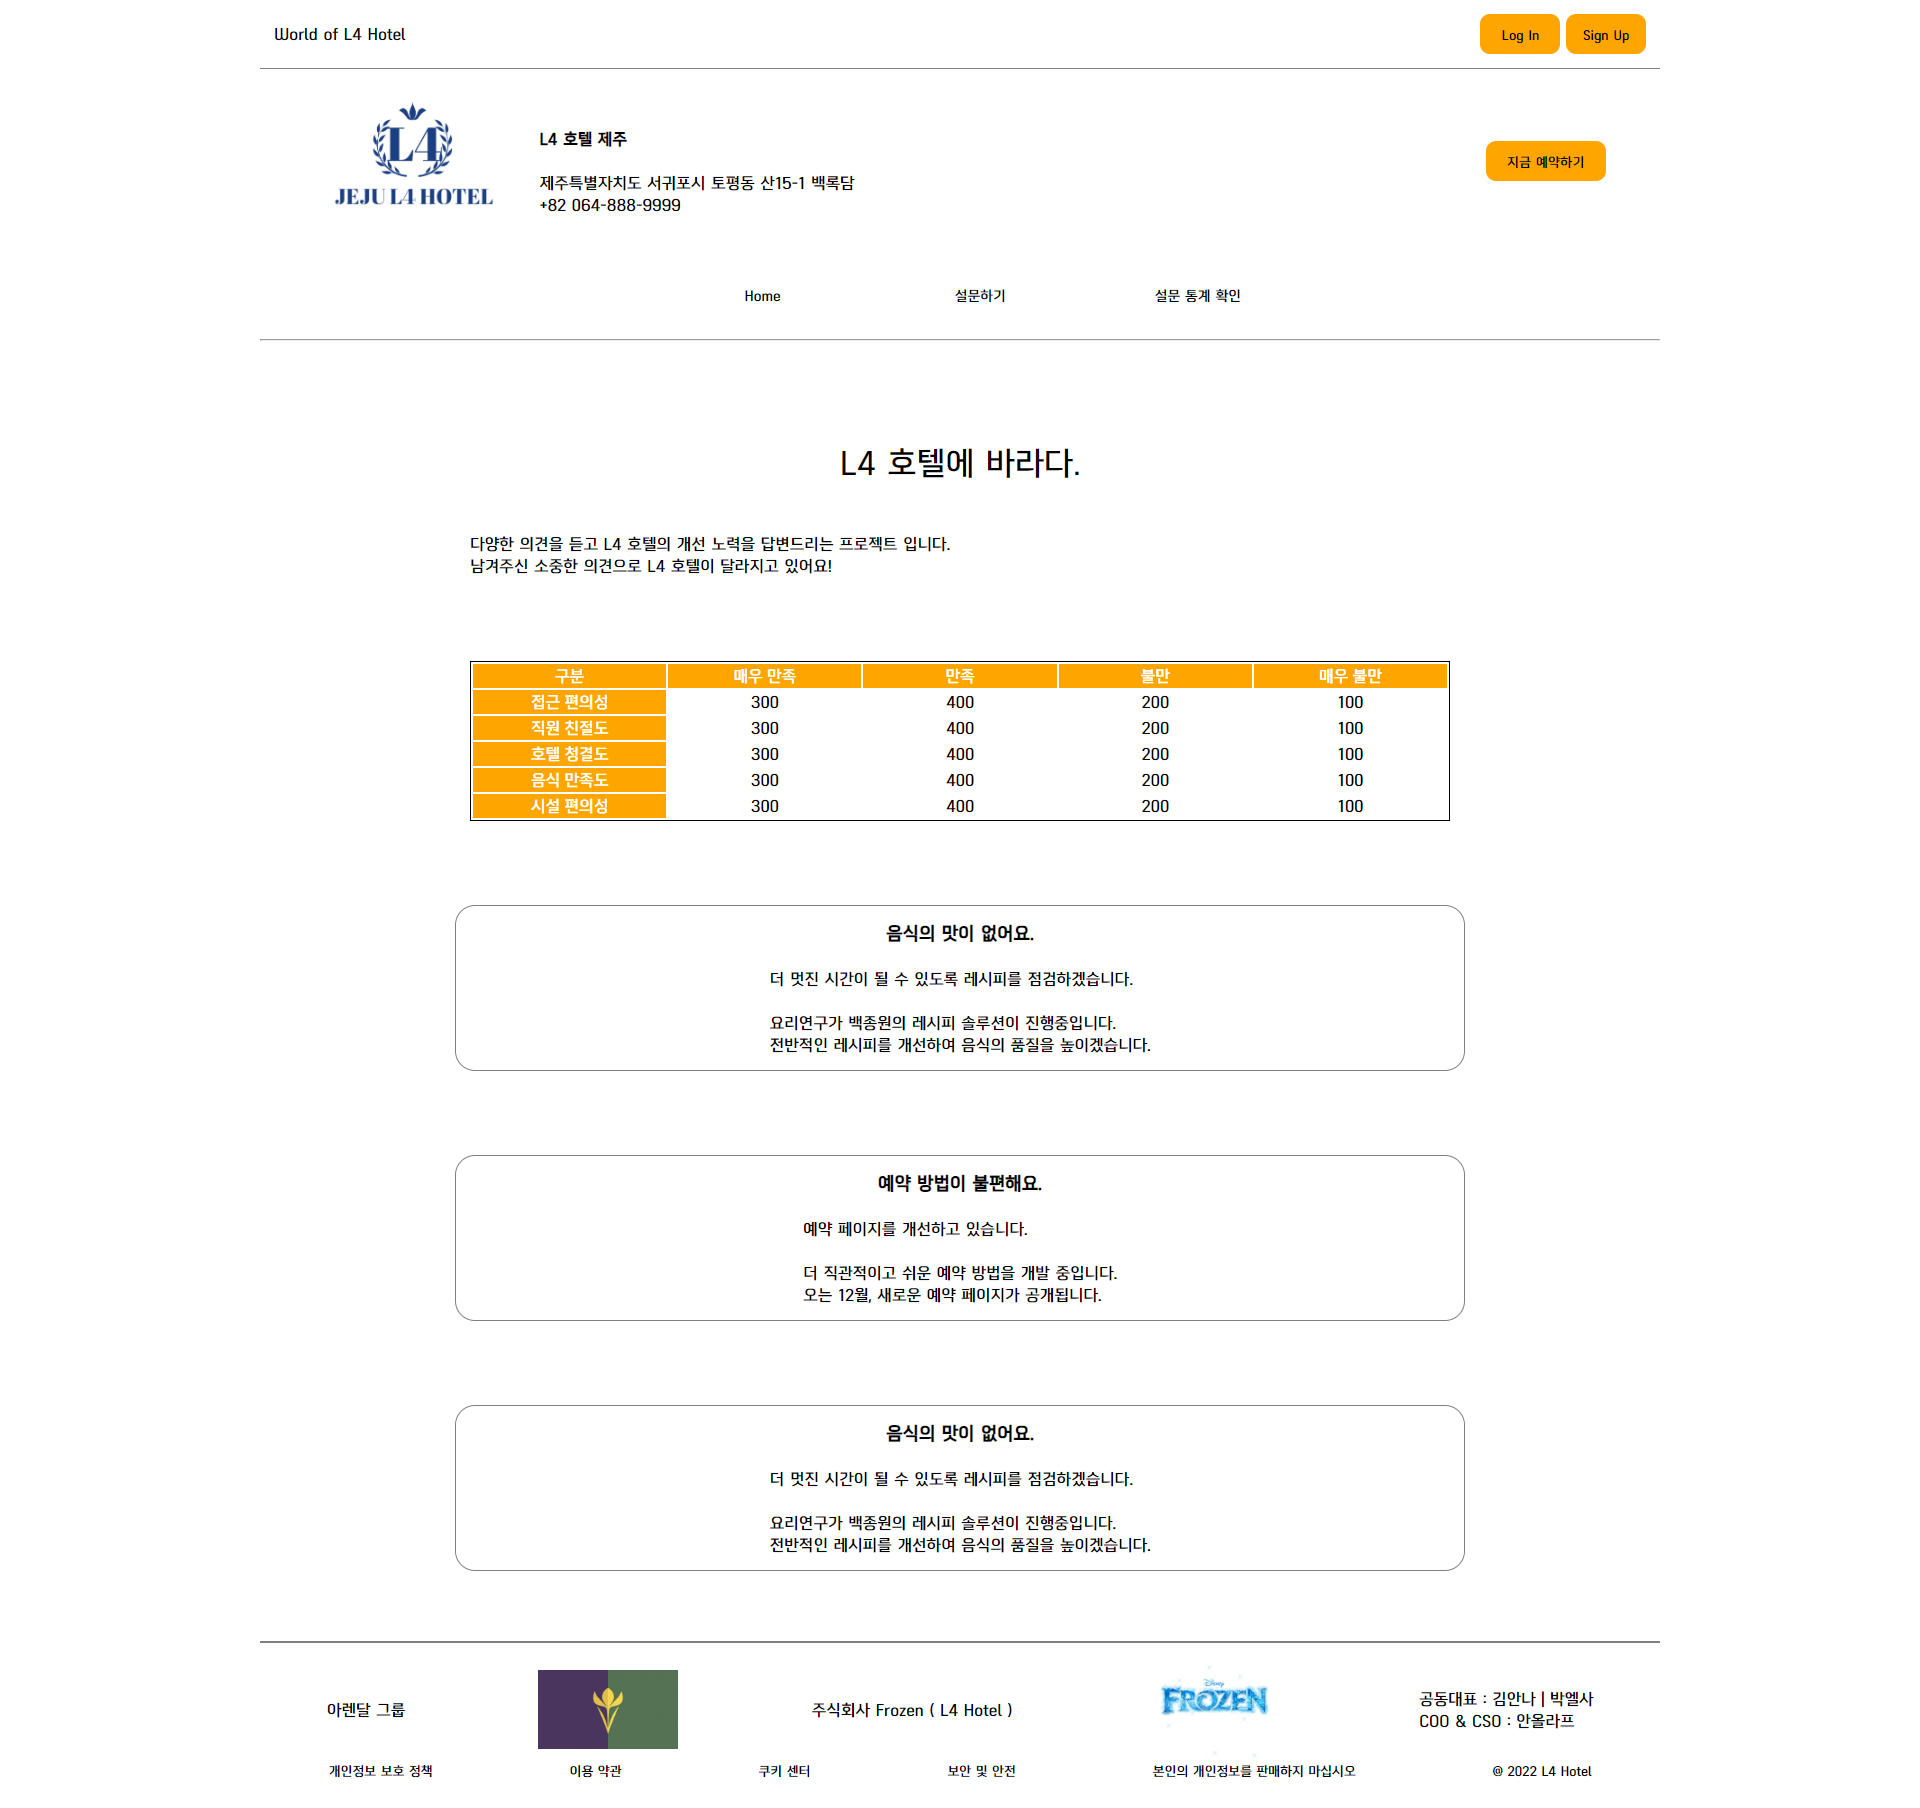 World of L4 Hotel
Log In
Sign Up
L4
JEJU L4 HOTEL
L4 호텔 제주
제주특별자치도 서귀포시 토평동 산15-1 백록담
+82 064-888-9999
지금 예약하기
Home
설문하기
설문 통계 확인
L4 호텔에 바라다.
다양한 의견을 듣고 L4 호텔의 개선 노력을 답변드리는 프로젝트 입니다.
남겨주신 소중한 의견으로 L4 호텔이 달라지고 있어요!
구분 매우 만족 만족 불만 매우 불만
접근 편의성 300 400 200 100
직원 친절도 300 400 200 100
호텔 청결도 300 400 200 100
음식 만족도 300 400 200 100
시설 편의성 300 400 200 100
음식의 맛이 없어요.
더 멋진 시간이 될 수 있도록 레시피를 점검하겠습니다.
요리연구가 백종원의 레시피 솔루션이 진행중입니다.
전반적인 레시피를 개선하여 음식의 품질을 높이겠습니다.
예약 방법이 불편해요.
예약 페이지를 개선하고 있습니다.
더 직관적이고 쉬운 예약 방법을 개발 중입니다.
오는 12월, 새로운 예약 페이지가 공개됩니다.
음식의 맛이 없어요.
더 멋진 시간이 될 수 있도록 레시피를 점검하겠습니다.
요리연구가 백종원의 레시피 솔루션이 진행중입니다.
전반적인 레시피를 개선하여 음식의 품질을 높이겠습니다.
아렌달 그룹
주식회사 Frozen ( L4 Hotel )
Disney
FROZEN
공동대표 : 김안나 | 박엘사
COO & CSO : 안올라프
개인정보 보호 정책
이용 약관
쿠키 센터
보안 및 안전
본인의 개인정보를 판매하지 마십시오
@ 2022 L4 Hotel